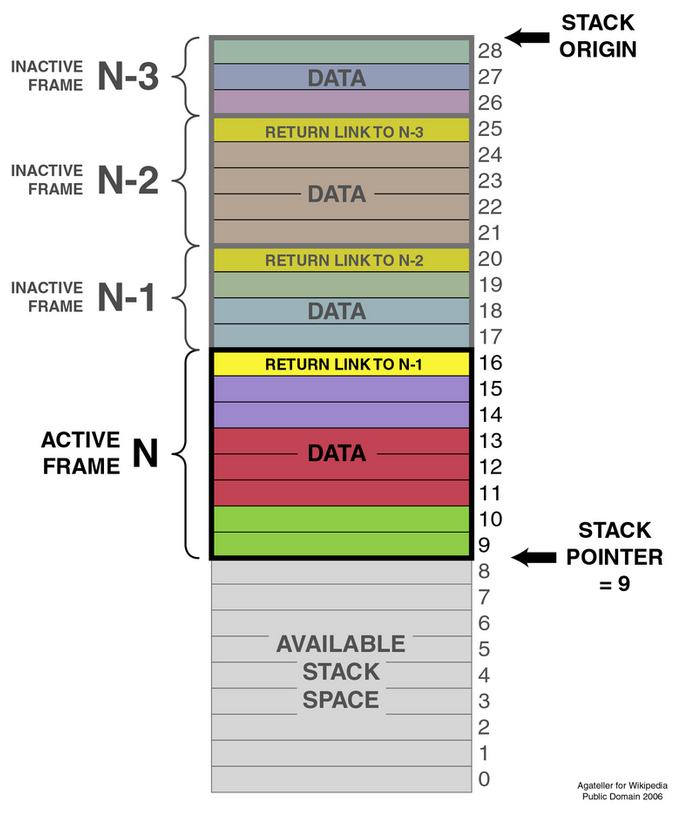 STACK
ORIGIN
28
INACTIVE
FRAME N-3
DATA
27
26
RETURN LINK TO N-3
25
24
INACTIVE
FRAME N-2
23
DATA
22
21
RETURN LINK TO N-2
20
19
INACTIVE
FRAME N-1
DATA
18
17
RETURN LINK TO N-1
16
15
14
13
ACTIVE
FRAME N
DATA
12
11
10
9
STACK
POINTER
= 9
8
7
6
AVAILABLE
STACK
SPACE
5
4
3
2
1
0
Agateller for Wikipedia
Public Domain 2006